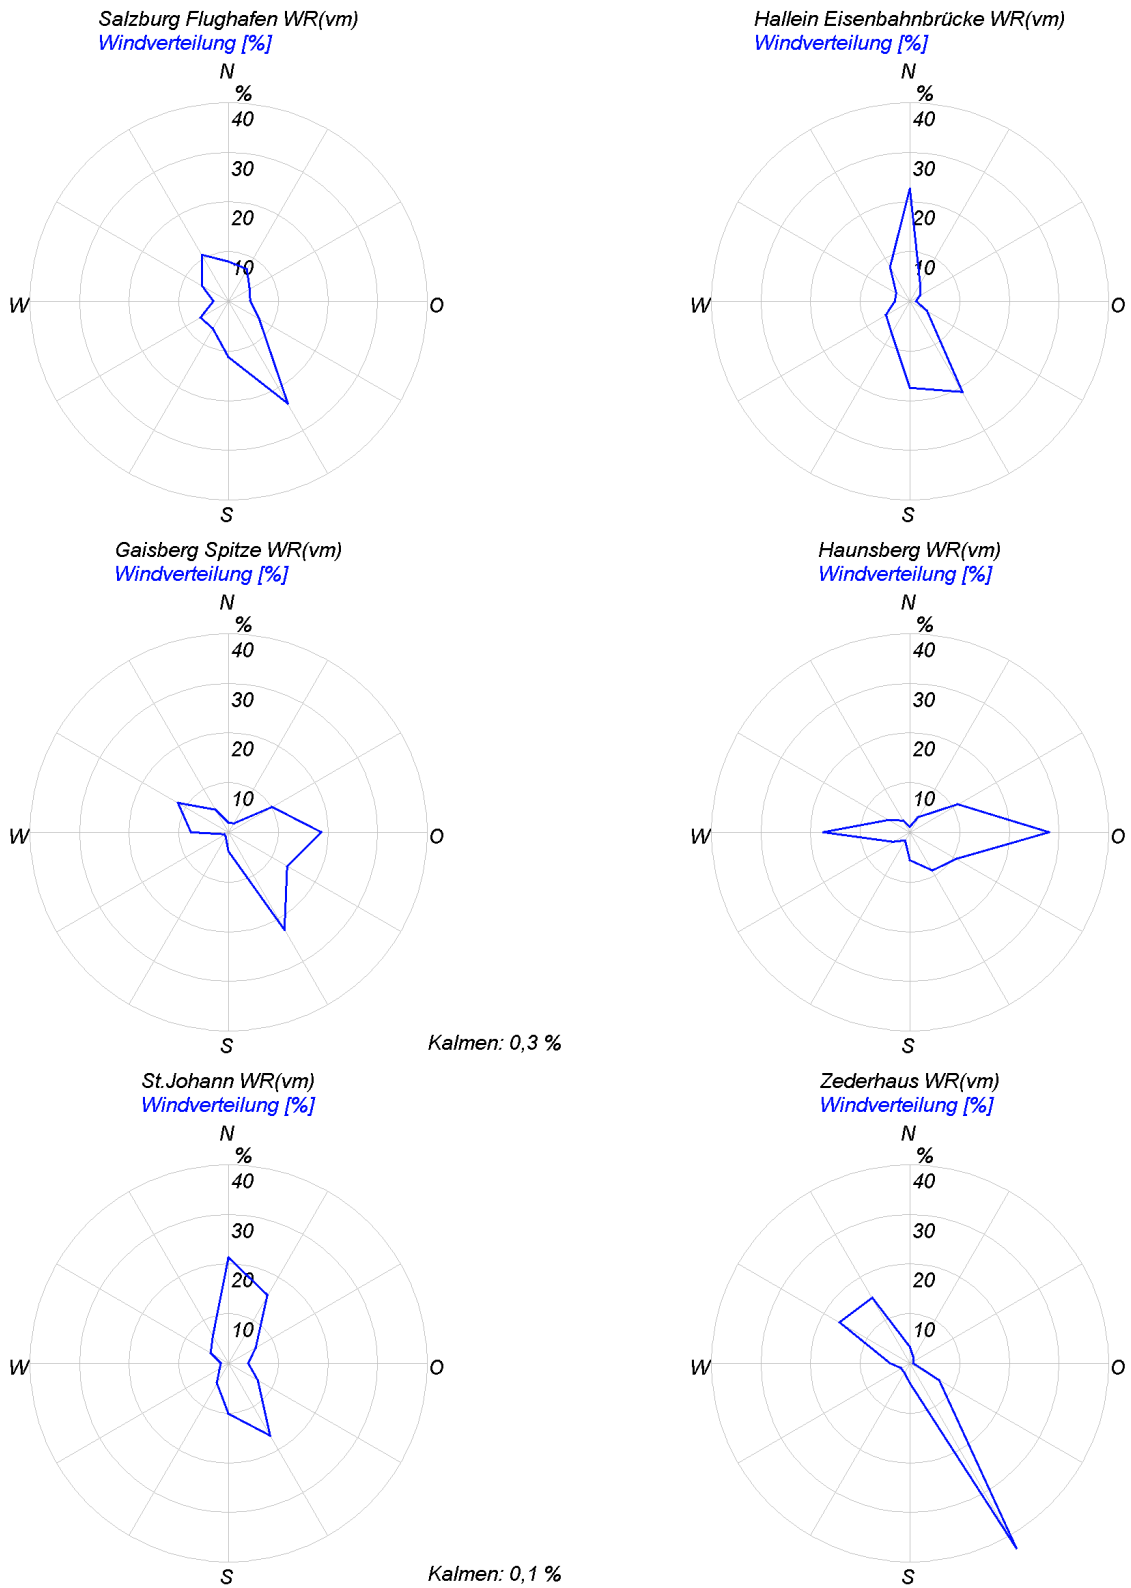 Salzburg Flughafen WR(vm)
Windverteilung [%]
N
%
40
30
20
10
W
O
S
Hallein Eisenbahnbrücke WR(vm)
Windverteilung [%]
N
%
40
30
20
10
W
O
S
Gaisberg Spitze WR(vm)
Windverteilung [%]
N
%
40
30
20
10
W
O
S
Kalmen: 0,3 %
Haunsberg WR(vm)
Windverteilung [%]
N
%
40
30
20
10
W
O
S
St.Johann WR(vm)
Windverteilung [%]
N
%
40
30
20
10
W
O
S
Kalmen: 0,1 %
Zederhaus WR(vm)
Windverteilung [%]
N
%
40
30
20
10
W
O
S